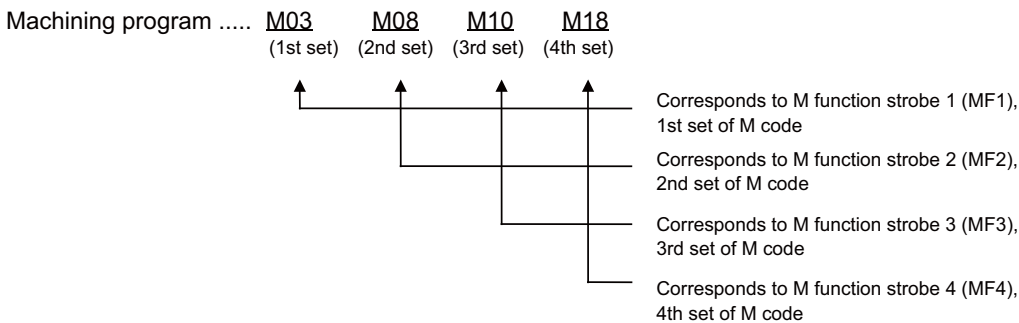 Machining program ..... M03 M08 M10 M18
(1st set) (2nd set) (3rd set) (4th set)
Corresponds to M function strobe 1 (MF1),
1st set of M code
Corresponds to M function strobe 2 (MF2),
2nd set of M code
Corresponds to M function strobe 3 (MF3),
3rd set of M code
Corresponds to M function strobe 4 (MF4),
4th set of M code